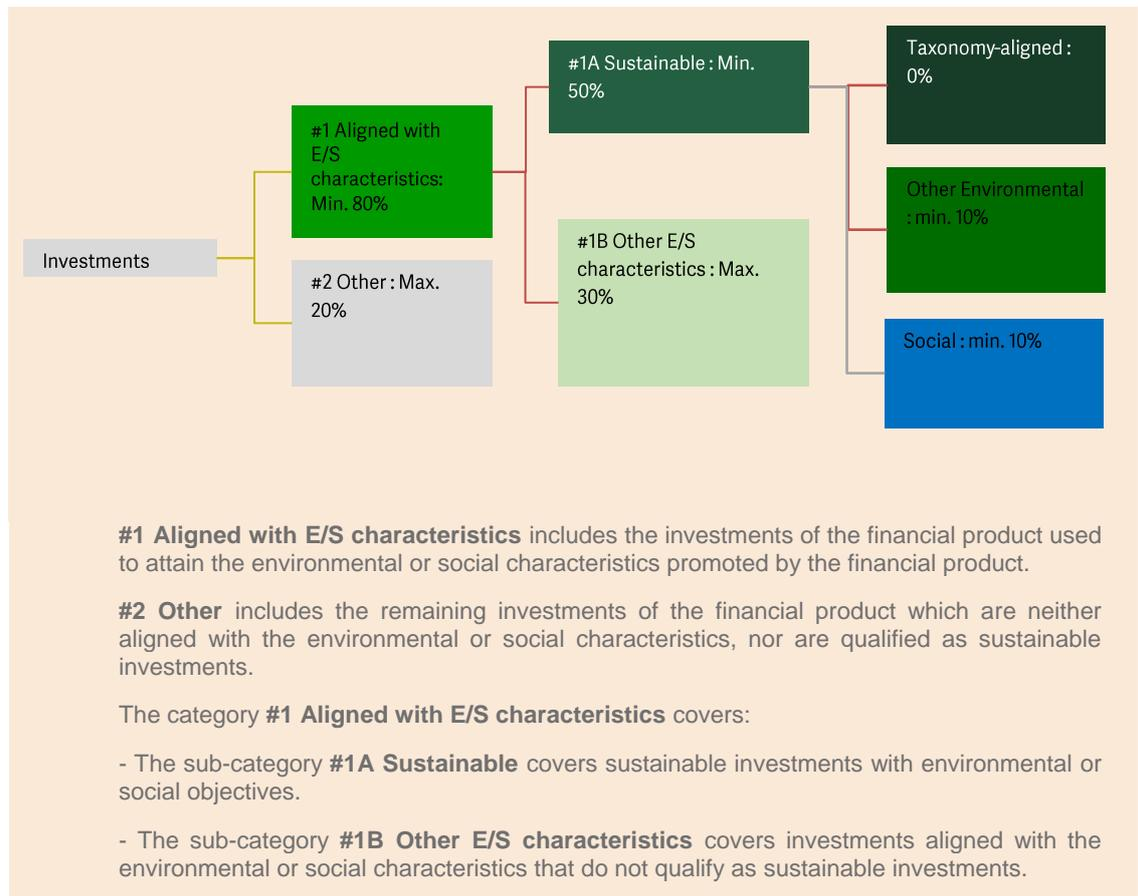 Investments
#1 Aligned with
E/S
characteristics:
Min. 80%
#2 Other : Max.
20%
#1A Sustainable : Min.
50%
#1B Other E/S
characteristics : Max.
30%
Taxonomy-aligned :
0%
Other Environmental
: min. 10%
Social : min. 10%
#1 Aligned with E/S characteristics includes the investments of the financial product used
to attain the environmental or social characteristics promoted by the financial product.
#2 Other includes the remaining investments of the financial product which are neither
aligned with the environmental or social characteristics, nor are qualified as sustainable
investments.
The category #1 Aligned with E/S characteristics covers:
- The sub-category #1A Sustainable covers sustainable investments with environmental or
social objectives.
- The sub-category #1B Other E/S characteristics covers investments aligned with the
environmental or social characteristics that do not qualify as sustainable investments.